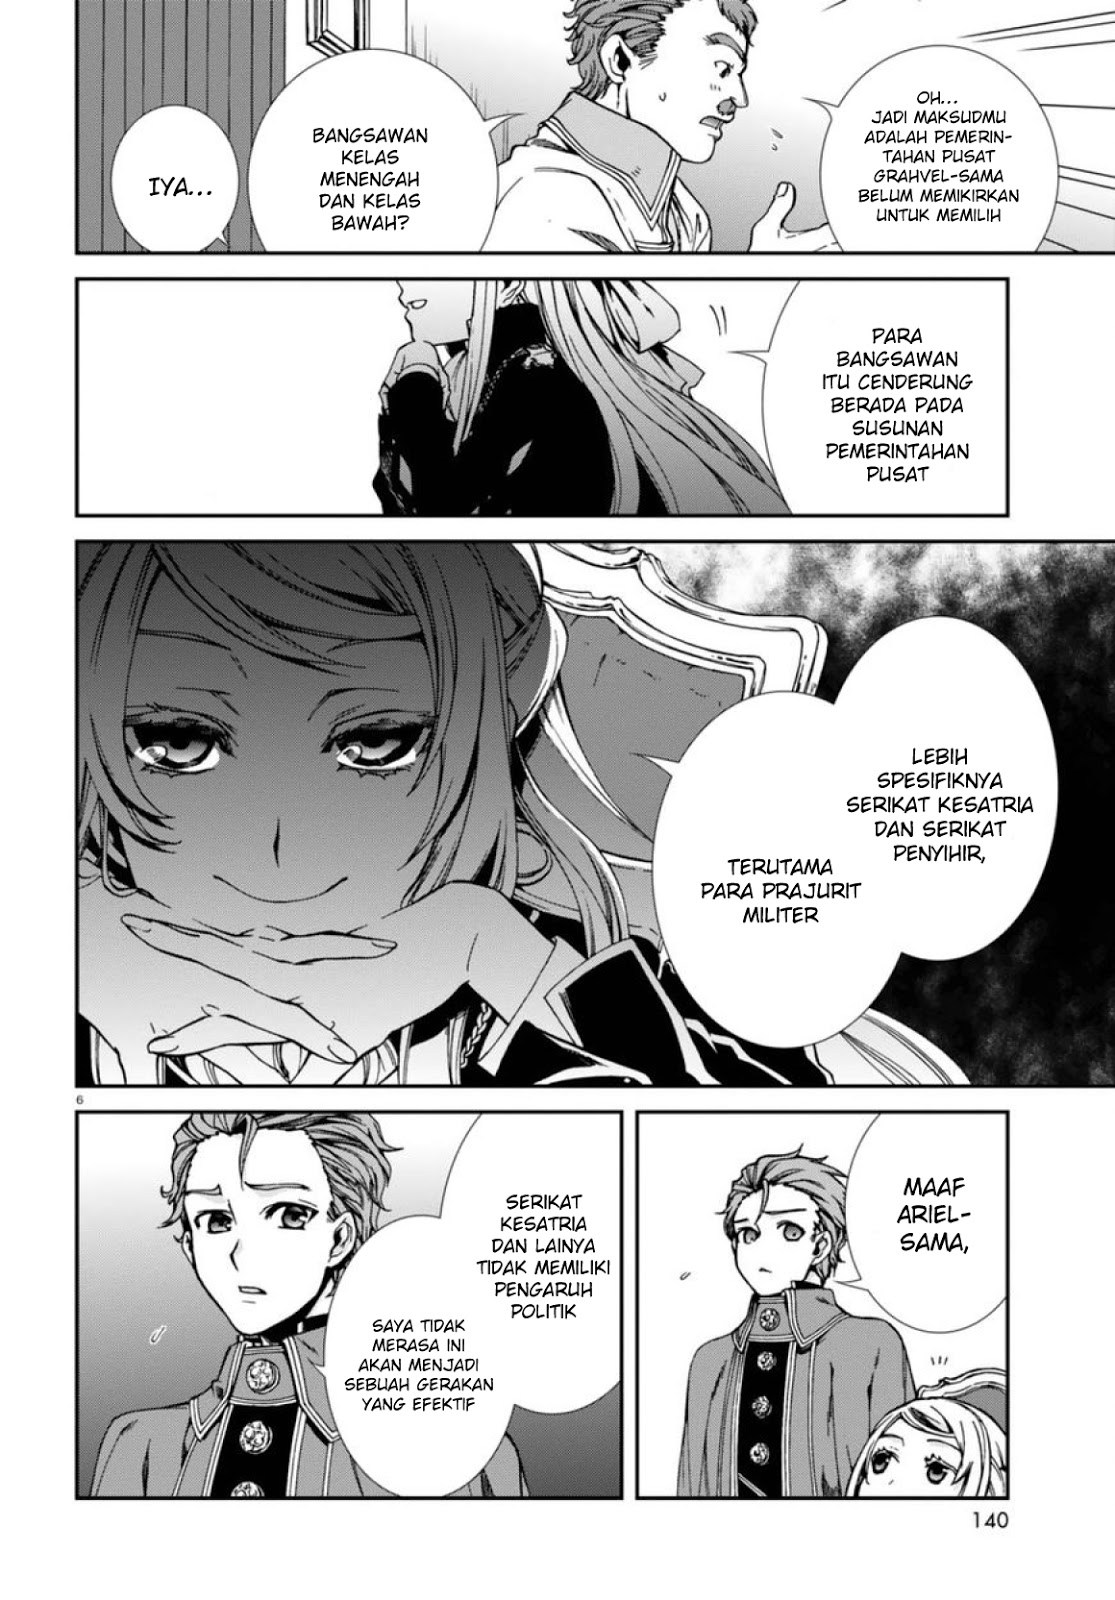 OH...
JADI MAKSUDMU
ADALAH PEMERIN-
TAHAN PUSAT
GRAHVEL-SAMA
BELUM MEMIKIRKAN
UNTUK MEMILIH
BANGSAWAN
KELAS
MENENGAH
DAN KELAS
BAWAH?
IYA...
PARA
BANGSAWAN
ITU CENDERUNG
BERADA PADA
SUSUNAN
PEMERINTAHAN
PUSAT
LEBIH
SPESIFIKNYA
SERIKAT KESATRIA
DAN SERIKAT
PENYIHIR,
TERUTAMA
PARA PRAJURIT
MILITER
6
MAAF
ARIEL-
SAMA,
SERIKAT
KESATRIA
DAN LAINYA
TIDAK MEMILIKI
PENGARUH
POLITIK
SAYA TIDAK
MERASA INI
AKAN MENJADI
SEBUAH GERAKAN
YANG EFEKTIF
140